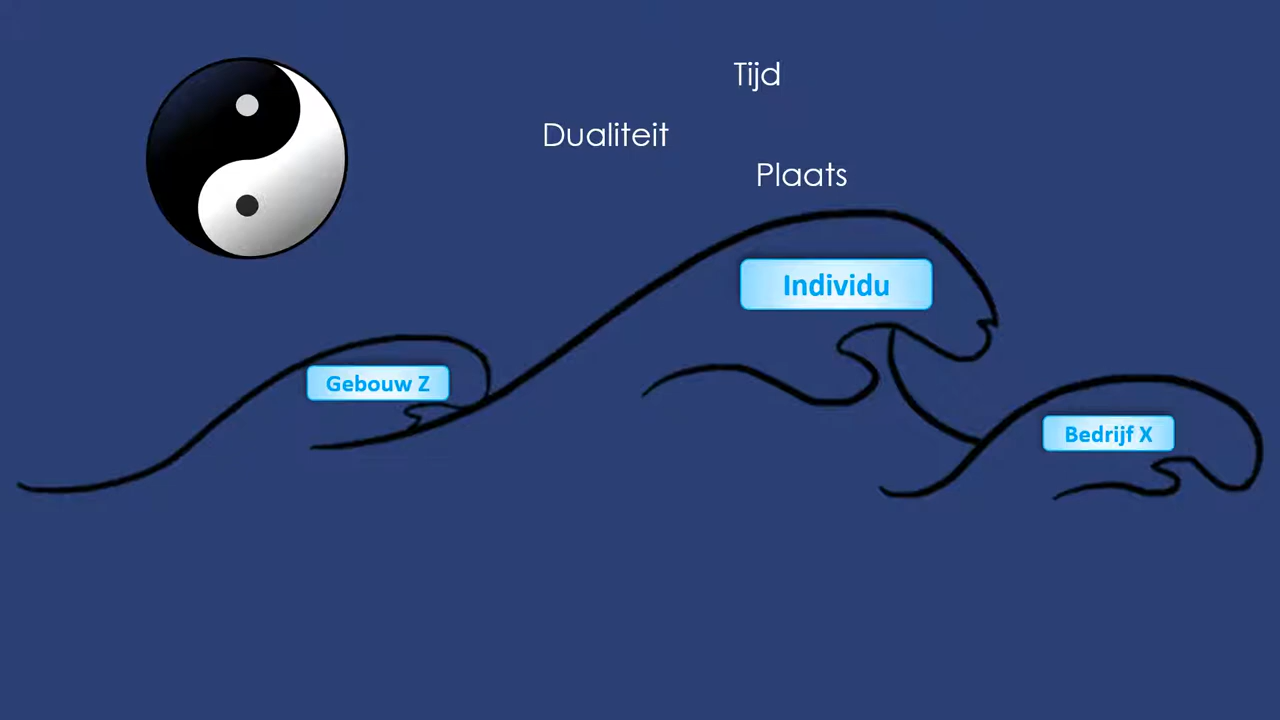 Tijd
Dualiteit
Plaats
Individu
Gebouw Z
Bedrijf X